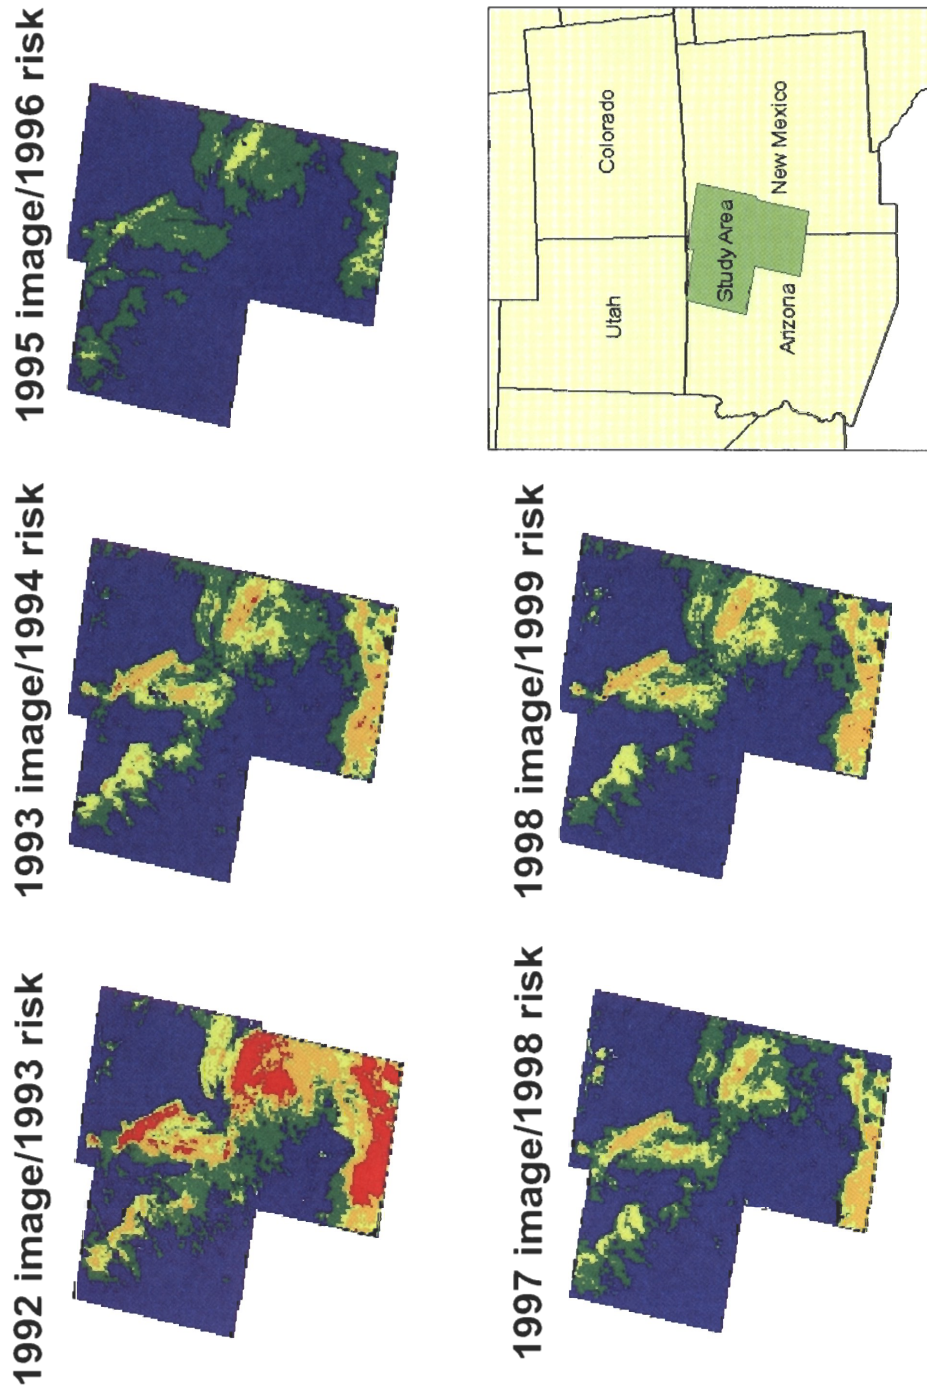 1992 image/1993 risk
1993 image/1994 risk
1995 image/1996 risk
1997 image/1998 risk
1998 image/1999 risk
Utah
Colorado
Study Area
Arizona
New Mexico